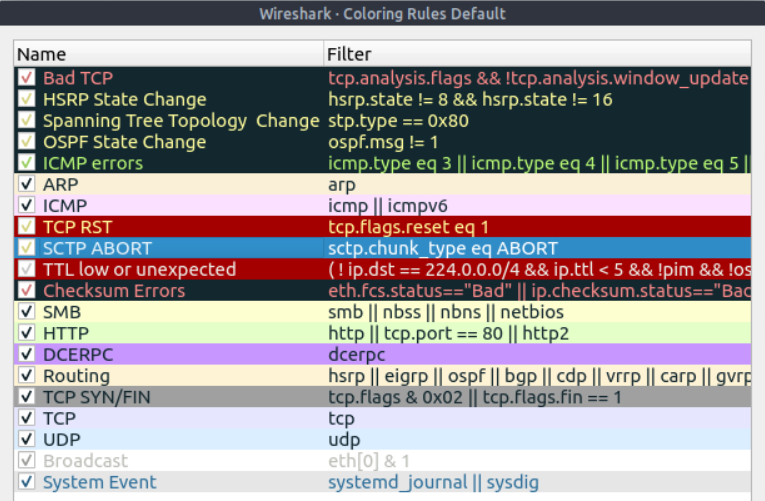 Wireshark · Coloring Rules Default
Name Filter
Bad TCP tcp.analysis.flags && !tcp.analysis.window_update
HSRP State Change hsrp.state != 8 && hsrp.state != 16
Spanning Tree Topology  Change stp.type == 0x80
OSPF State Change ospf.msg != 1
ICMP errors icmp.type eq 3 || icmp.type eq 4 || icmp.type eq 5 ||
ARP arp
ICMP icmp || icmpv6
TCP RST tcp.flags.reset eq 1
SCTP ABORT sctp.chunk_type eq ABORT
TTL low or unexpected ( ! ip.dst == 224.0.0.0/4 && ip.ttl < 5 && !pim && !os
Checksum Errors eth.fcs.status=="Bad" || ip.checksum.status=="Bad
SMB smb || nbss || nbns || netbios
HTTP http || tcp.port == 80 || http2
DCERPC dcerpc
Routing hsrp || eigrp || ospf || bgp || cdp || vrrp || carp || gvrp
TCP SYN/FIN tcp.flags & 0x02 || tcp.flags.fin == 1
TCP tcp
UDP udp
Broadcast eth[0] & 1
System Event systemd_journal || sysdig